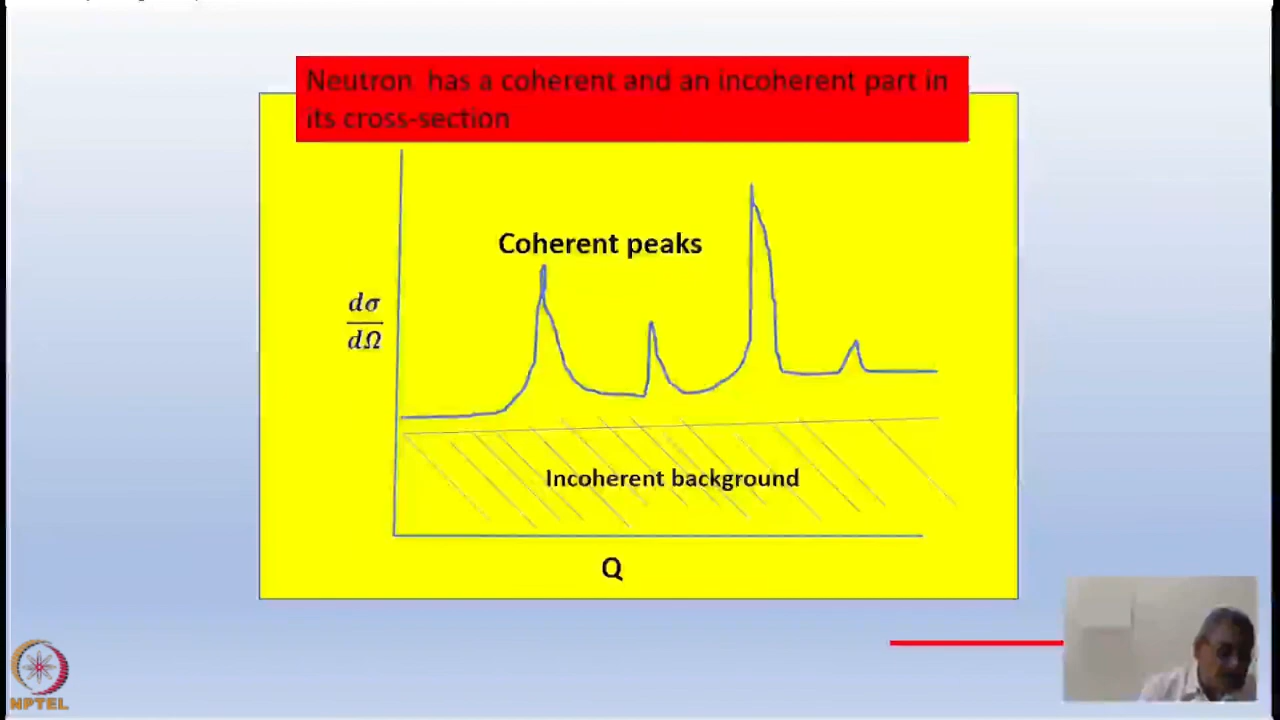 Neutron has a coherent and an incoherent part in
its cross-section
Coherent peaks
dσ
dΩ
Incoherent background
Q
NPTEL